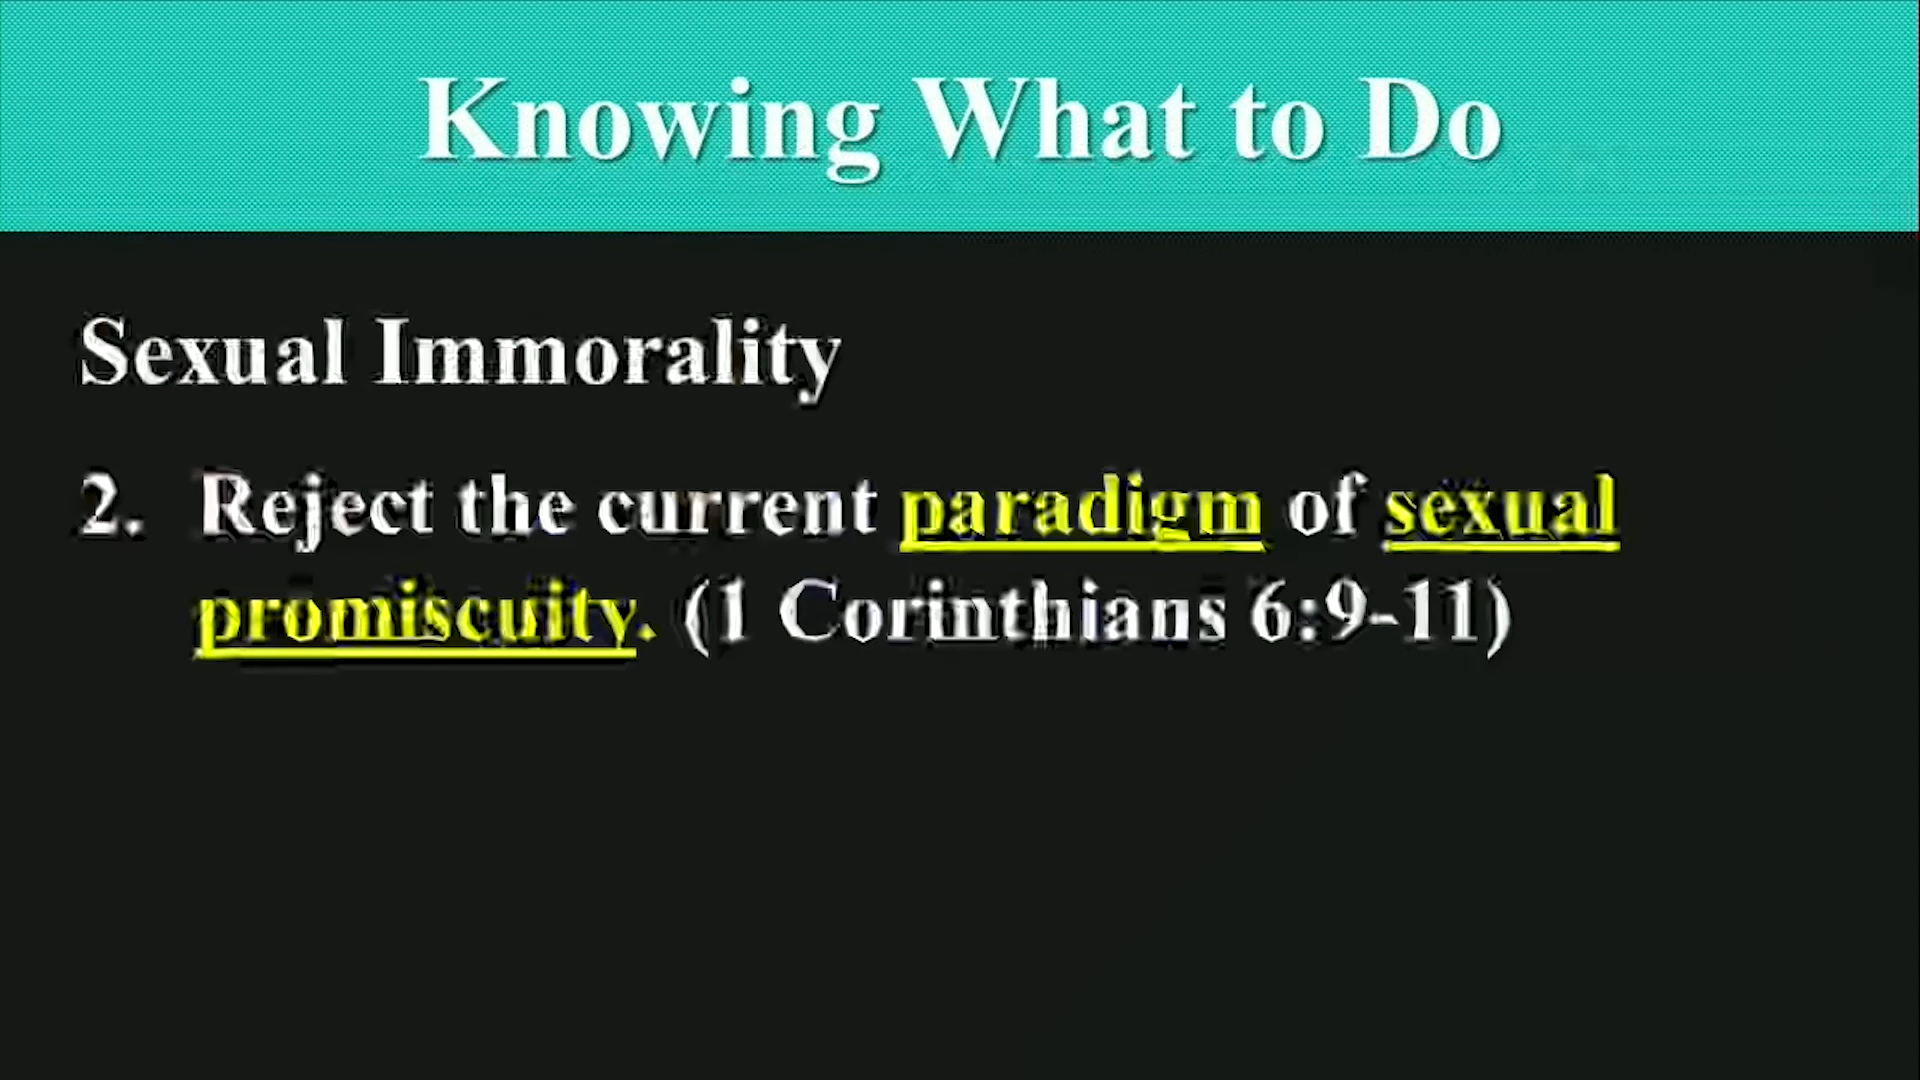 Knowing What to Do
Sexual Immorality
2. Reject the current paradigm of sexual
promiscuity. (1 Corinthians 6:9-11)